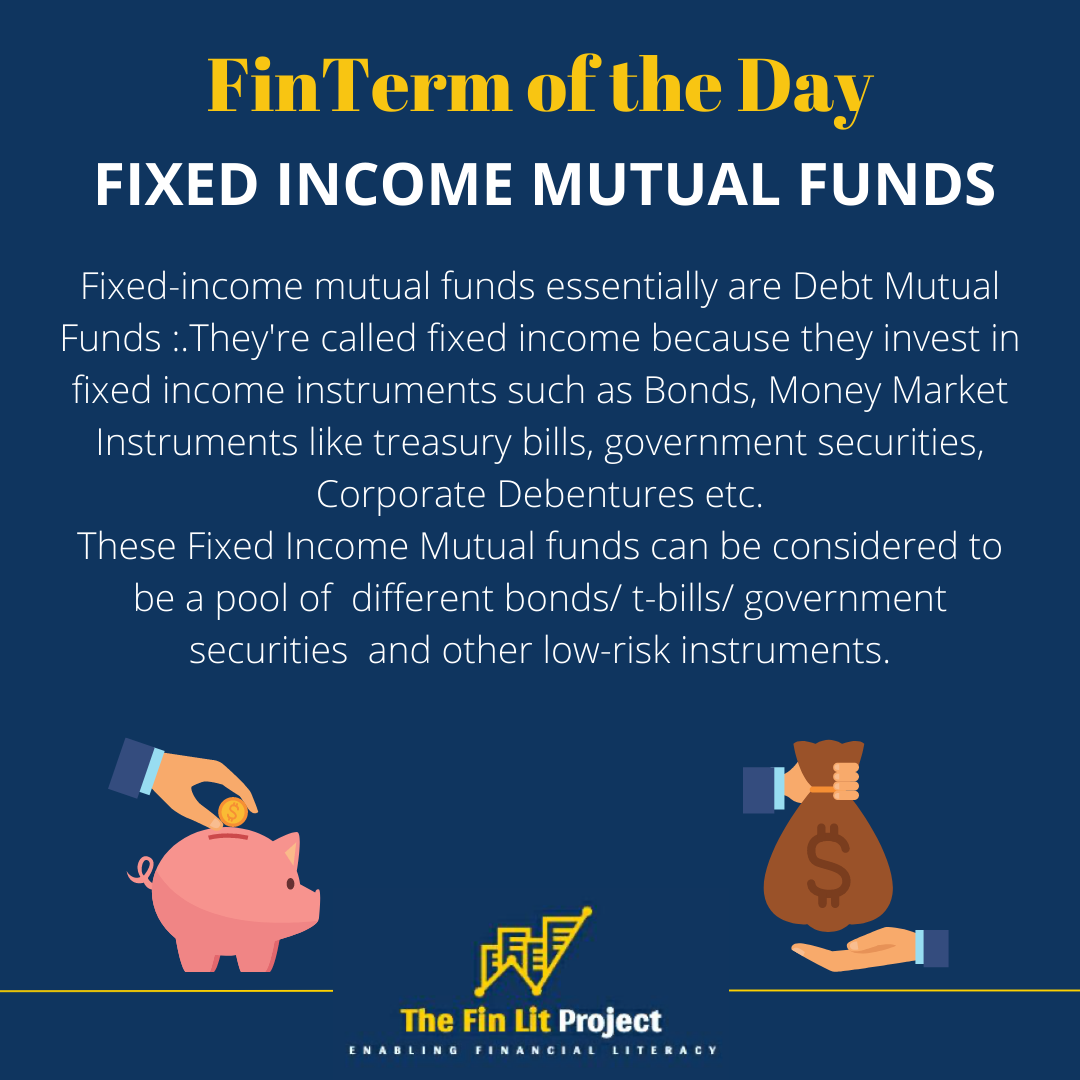 FinTerm of the Day
FIXED INCOME MUTUAL FUNDS
Fixed-income mutual funds essentially are Debt Mutual
Funds :.They're called fixed income because they invest in
fixed income instruments such as Bonds, Money Market
Instruments like treasury bills, government securities,
Corporate Debentures etc.
These Fixed Income Mutual funds can be considered to
be a pool of  different bonds/ t-bills/ government
securities  and other low-risk instruments.
$
$
The Fin Lit Project
ENABLING FINANCIAL LITERACY